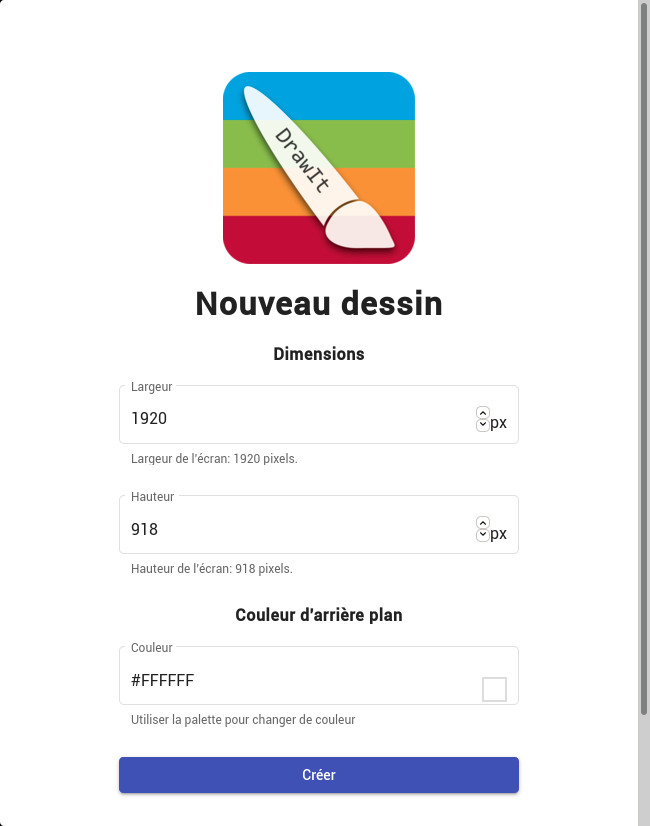 DrawIt
Nouveau dessin
Dimensions
Largeur
1920
px
Largeur de l'écran: 1920 pixels.
Hauteur
918
px
Hauteur de l'écran: 918 pixels.
Couleur d'arrière plan
Couleur
#FFFFFF
Utiliser la palette pour changer de couleur
Créer